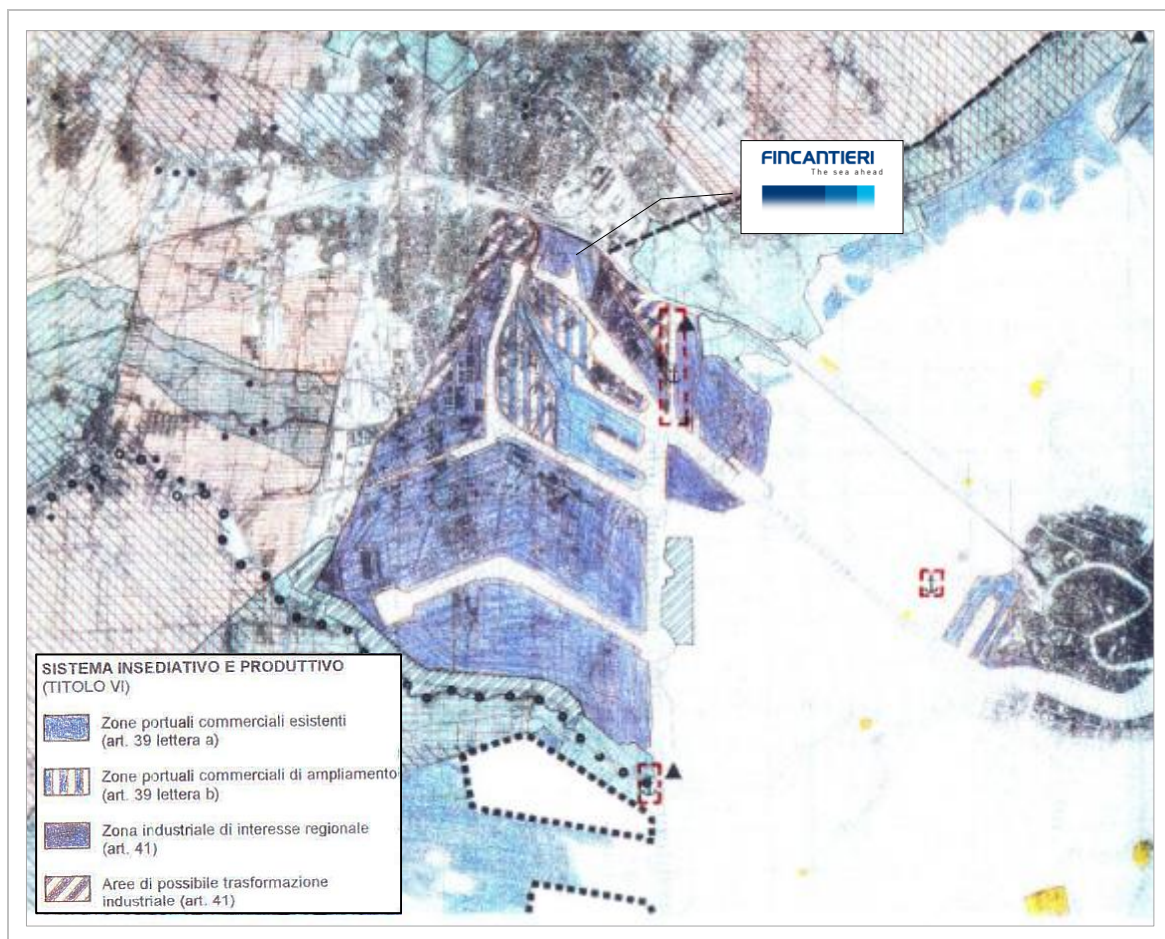 FINCANTIERI
The sea ahead
SISTEMA INSEDIATIVO E PRODUTTIVO
(TITOLO VI)
Zone portuali commerciali esistenti
(art. 39 lettera a)
Zone portuali commerciali di ampliamento
(art. 39 lettera b)
Zona industriale di interesse regionale
(art. 41)
Aree di possibile trasformazione
industriale (art. 41)